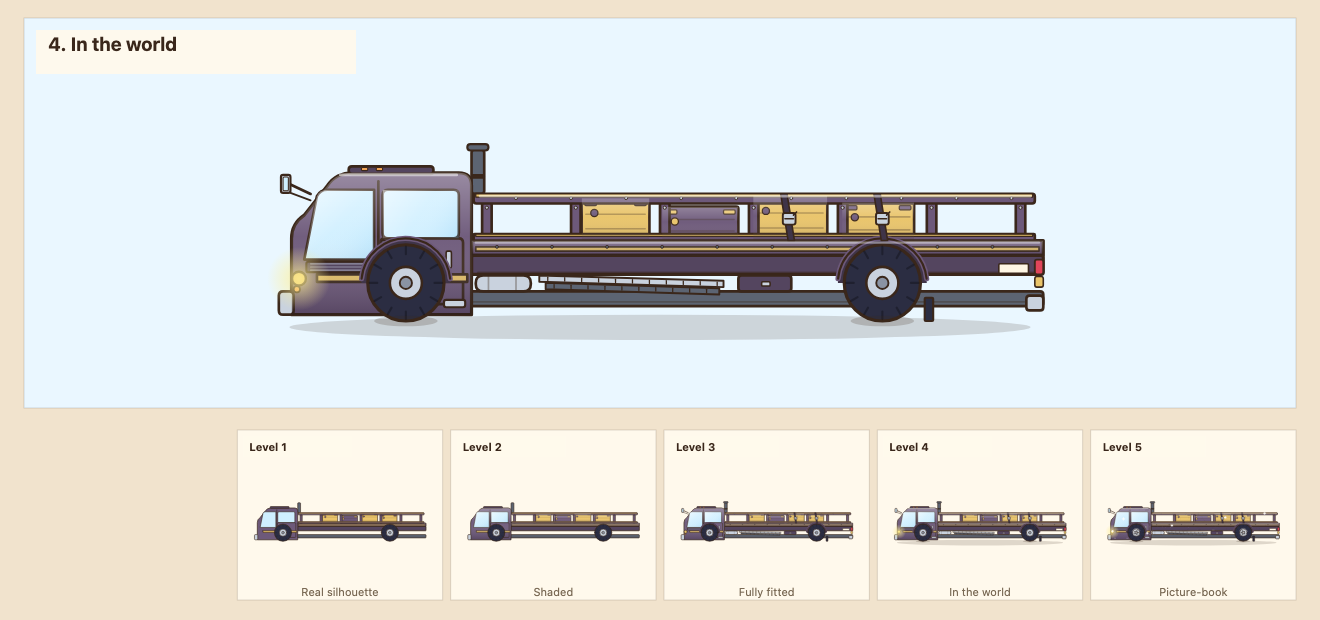 4. In the world
Level 1
Level 2
Level 3
Level 4
Level 5
Real silhouette
Shaded
Fully fitted
In the world
Picture-book